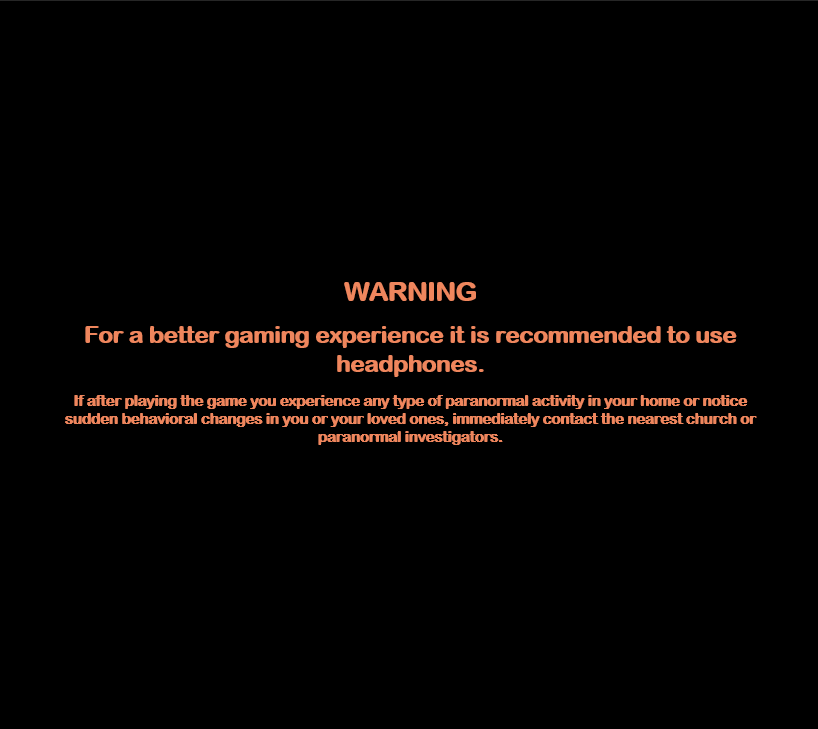 WARNING
For a better gaming experience it is recommended to use
headphones.
If after playing the game you experience any type of paranormal activity in your home or notice
sudden behavioral changes in you or your loved ones, immediately contact the nearest church or
paranormal investigators.